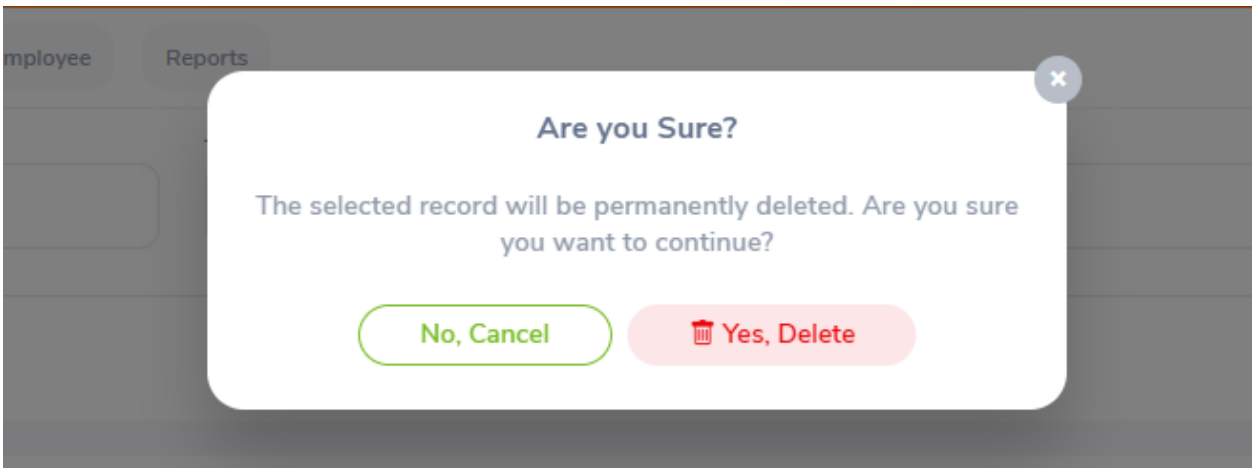 mployee
Reports
Are you Sure?
The selected record will be permanently deleted. Are you sure
you want to continue?
No, Cancel
Yes, Delete